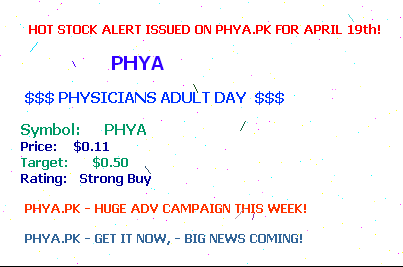 HOT STOCK ALERT ISSUED ON PHYA.PK FOR APRIL 19th!
PHYA
$$$ PHYSICIANS ADULT DAY $$$
Symbol: PHYA
Price: $0.11
Target: $0.50
Rating: Strong Buy
PHYA.PK - HUGE ADV CAMPAIGN THIS WEEK!
PHYA.PK - GET IT NOW, - BIG NEWS COMING!